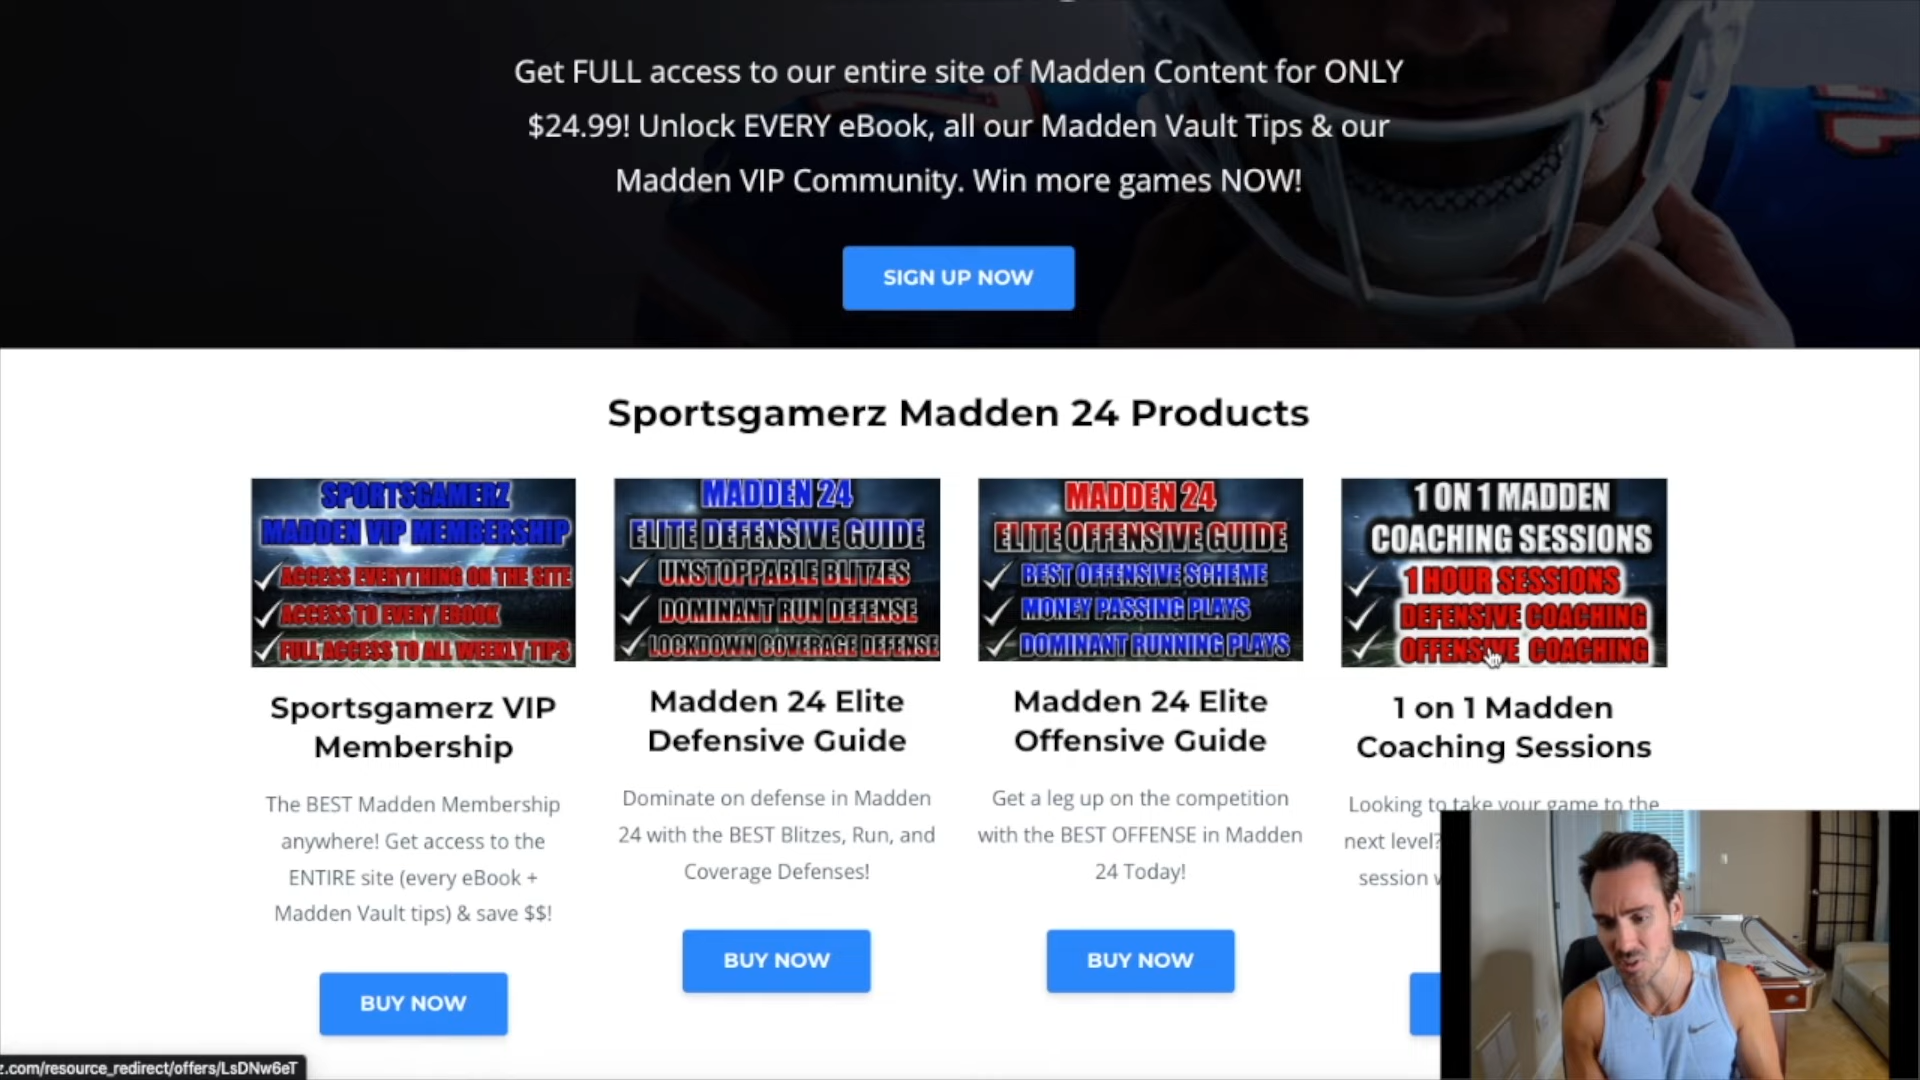 Get FULL access to our entire site of Madden Content for ONLY
$24.99! Unlock EVERY eBook, all our Madden Vault Tips & our
Madden VIP Community. Win more games NOW!
SIGN UP NOW
Sportsgamerz Madden 24 Products
SPORTSGAMERZ
MADDEN VIP MEMBERSHIP
ACCESS EVERYTHING ON THE SITE
ACCESS TO EVERY EBOOK
FULL ACCESS TO ALL WEEKLY TIPS
Sportsgamerz VIP
Membership
The BEST Madden Membership
anywhere! Get access to the
ENTIRE site (every eBook +
Madden Vault tips) & save $$!
BUY NOW
MADDEN 24
ELITE DEFENSIVE GUIDE
UNSTOPPABLE BLITZES
DOMINANT RUN DEFENSE
LOCKDOWN COVERAGE DEFENSE
Madden 24 Elite
Defensive Guide
Dominate on defense in Madden
24 with the BEST Blitzes, Run, and
Coverage Defenses!
BUY NOW
MADDEN 24
ELITE OFFENSIVE GUIDE
BEST OFFENSIVE SCHEME
MONEY PASSING PLAYS
DOMINANT RUNNING PLAYS
Madden 24 Elite
Offensive Guide
Get a leg up on the competition
with the BEST OFFENSE in Madden
24 Today!
BUY NOW
1 ON 1 MADDEN
COACHING SESSIONS
1 HOUR SESSIONS
DEFENSIVE COACHING
OFFENSIVE COACHING
1 on 1 Madden
Coaching Sessions
Looking to take your game to the
next level?
session
z.com/resource_redirect/offers/LsDNw6eT